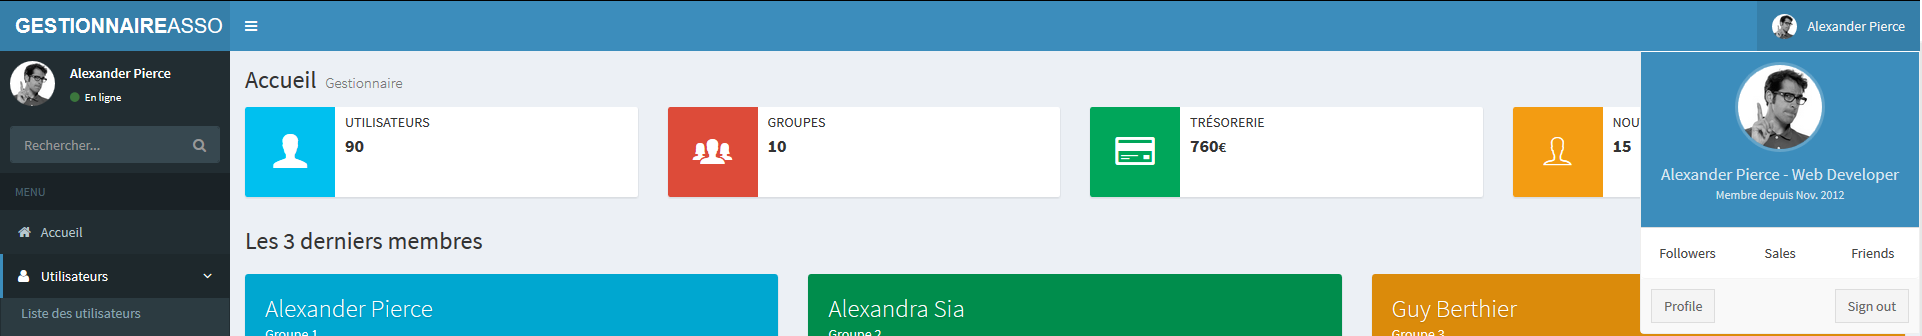 GESTIONNAIREASSO
Alexander Pierce
Alexander Pierce
En ligne
Rechercher...
MENU
Accueil
Utilisateurs
Liste des utilisateurs
Accueil Gestionnaire
UTILISATEURS
90
GROUPES
10
TRÉSORERIE
760€
NOU
15
Les 3 derniers membres
Alexander Pierce
Groupe 1
Alexandra Sia
Groupe 2
Guy Berthier
Groupe 3
Alexander Pierce - Web Developer
Membre depuis Nov. 2012
Followers Sales Friends
Profile Sign out